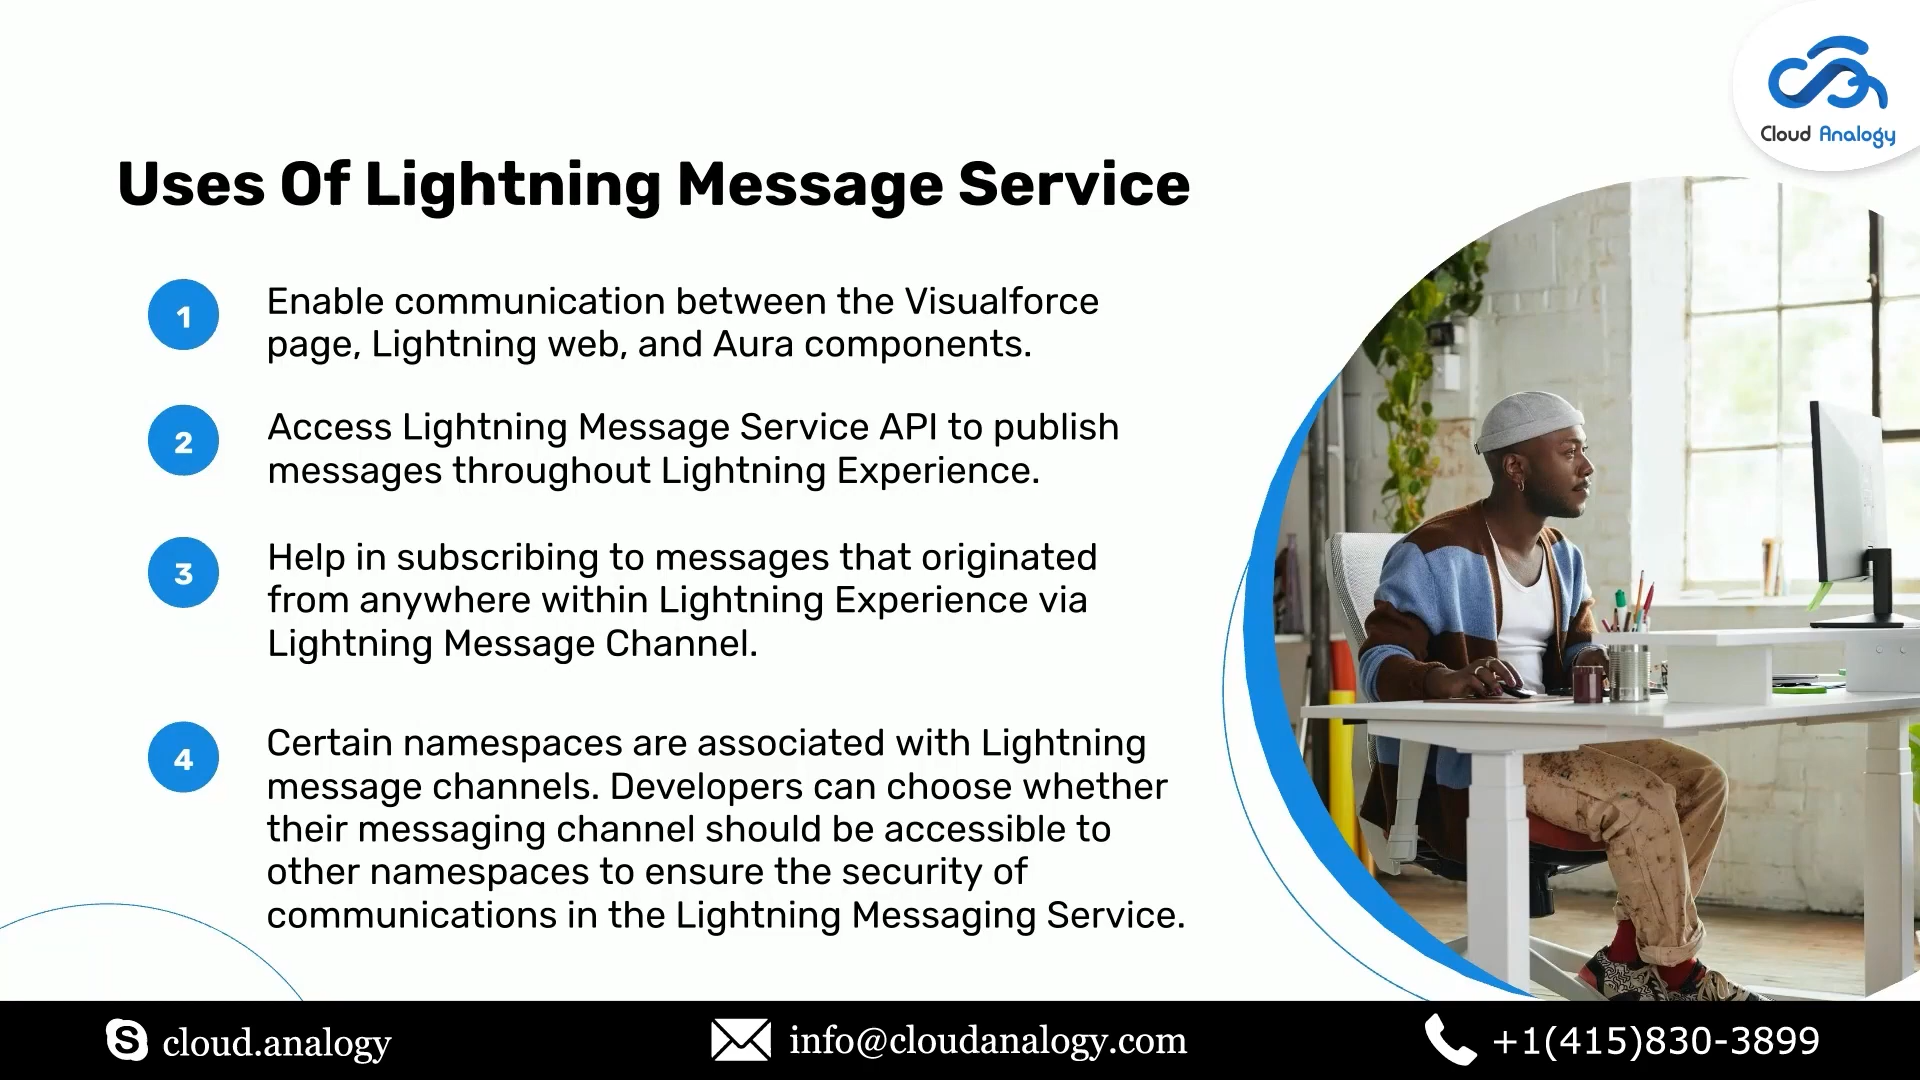 Cloud Analogy
Uses Of Lightning Message Service
1
Enable communication between the Visualforce
page, Lightning web, and Aura components.
2
Access Lightning Message Service API to publish
messages throughout Lightning Experience.
3
Help in subscribing to messages that originated
from anywhere within Lightning Experience via
Lightning Message Channel.
4
Certain namespaces are associated with Lightning
message channels. Developers can choose whether
their messaging channel should be accessible to
other namespaces to ensure the security of
communications in the Lightning Messaging Service.
cloud.analogy
info@cloudanalogy.com
+1(415)830-3899